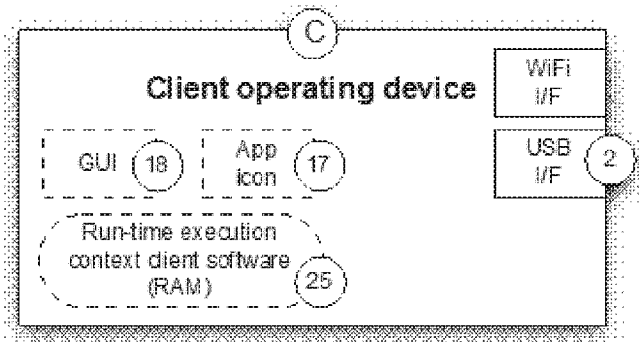 C
Client operating device
WiFi
I/F
GUI
18
App
icon
17
USB
I/F
2
Run-time execution
context client software
(RAM)
25